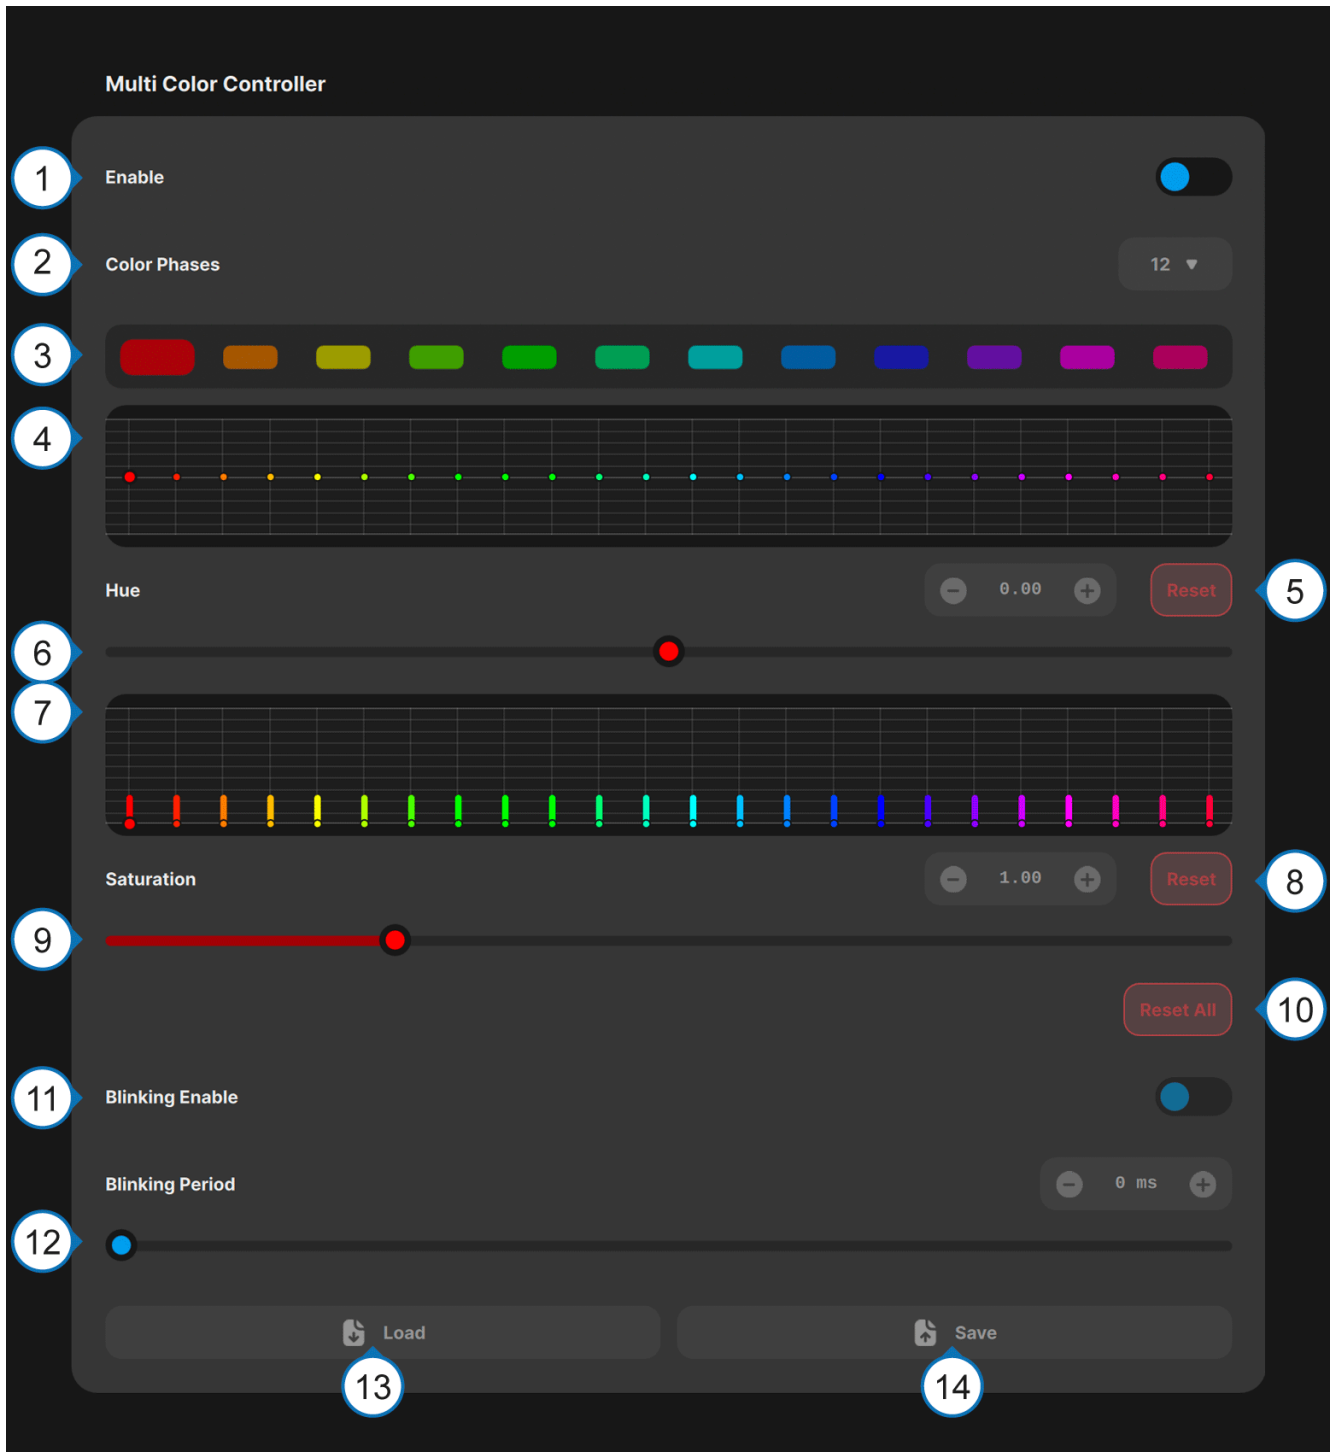 Multi Color Controller
1 Enable
2 Color Phases 12
3
4
Hue 0.00 Reset 5
6
7
Saturation 1.00 Reset 8
9
Reset All 10
11 Blinking Enable
Blinking Period 0 ms
12
Load Save
13 14